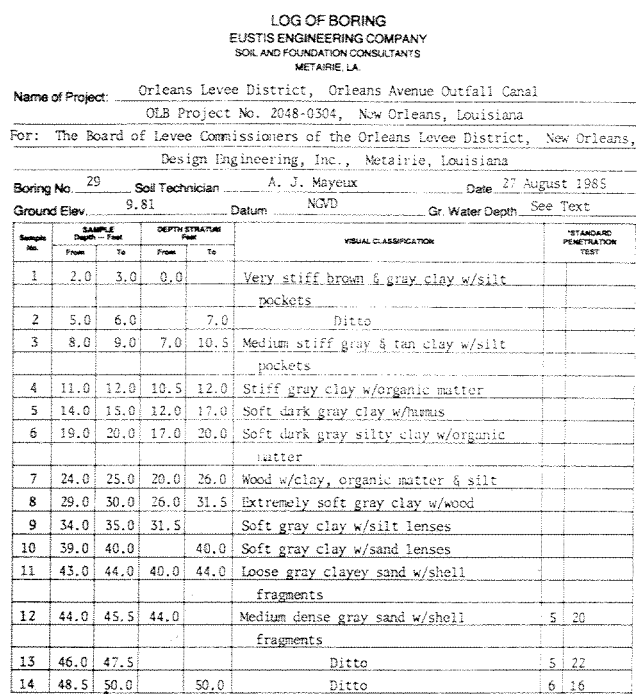 LOG OF BORING
EUSTIS ENGINEERING COMPANY
SOIL AND FOUNDATION CONSULTANTS
METAIRIE, LA.
Name of Project: Orleans Levee District, Orleans Avenue Outfall Canal
OLB Project No. 2048-0304, New Orleans, Louisiana
For: The Board of Levee Commissioners of the Orleans Levee District, New Orleans,
Design Engineering, Inc., Metairie, Louisiana
Boring No. 29 Soil Technician A. J. Mayeux Date 27 August 1985
Ground Elev. 9.81 Datum NGVD Gr. Water Depth See Text
Sample No. SAMPLE Depth — Feet From To DEPTH STRATUM Feet From To VISUAL CLASSIFICATION *STANDARD PENETRATION TEST
1 2.0 3.0 0.0 Very stiff brown & gray clay w/silt
pockets
2 5.0 6.0 7.0 Ditto
3 8.0 9.0 7.0 10.5 Medium stiff gray & tan clay w/silt
pockets
4 11.0 12.0 10.5 12.0 Stiff gray clay w/organic matter
5 14.0 15.0 12.0 17.0 Soft dark gray clay w/humus
6 19.0 20.0 17.0 20.0 Soft dark gray silty clay w/organic
matter
7 24.0 25.0 20.0 26.0 Wood w/clay, organic matter & silt
8 29.0 30.0 26.0 31.5 Extremely soft gray clay w/wood
9 34.0 35.0 31.5 Soft gray clay w/silt lenses
10 39.0 40.0 40.0 Soft gray clay w/sand lenses
11 43.0 44.0 40.0 44.0 Loose gray clayey sand w/shell
fragments
12 44.0 45.5 44.0 Medium dense gray sand w/shell 5 20
fragments
13 46.0 47.5 Ditto 5 22
14 48.5 50.0 50.0 Ditto 6 16